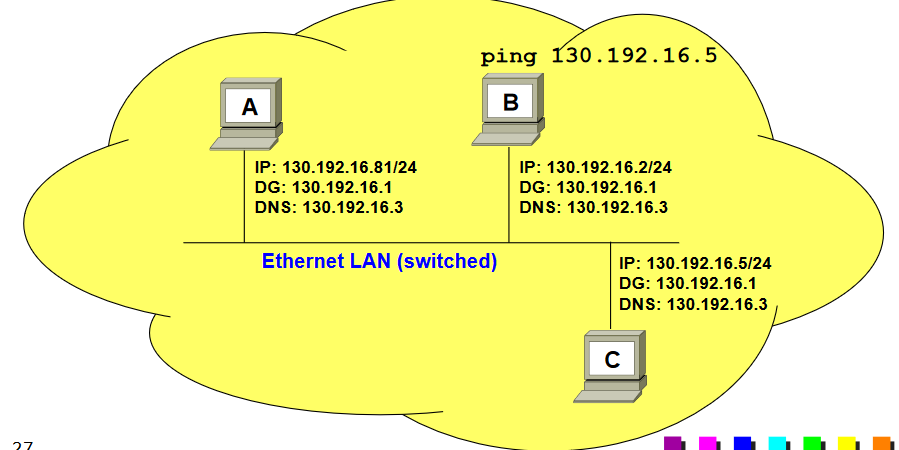 ping 130.192.16.5
A
B
IP: 130.192.16.81/24
DG: 130.192.16.1
DNS: 130.192.16.3
IP: 130.192.16.2/24
DG: 130.192.16.1
DNS: 130.192.16.3
Ethernet LAN (switched)
IP: 130.192.16.5/24
DG: 130.192.16.1
DNS: 130.192.16.3
C
27